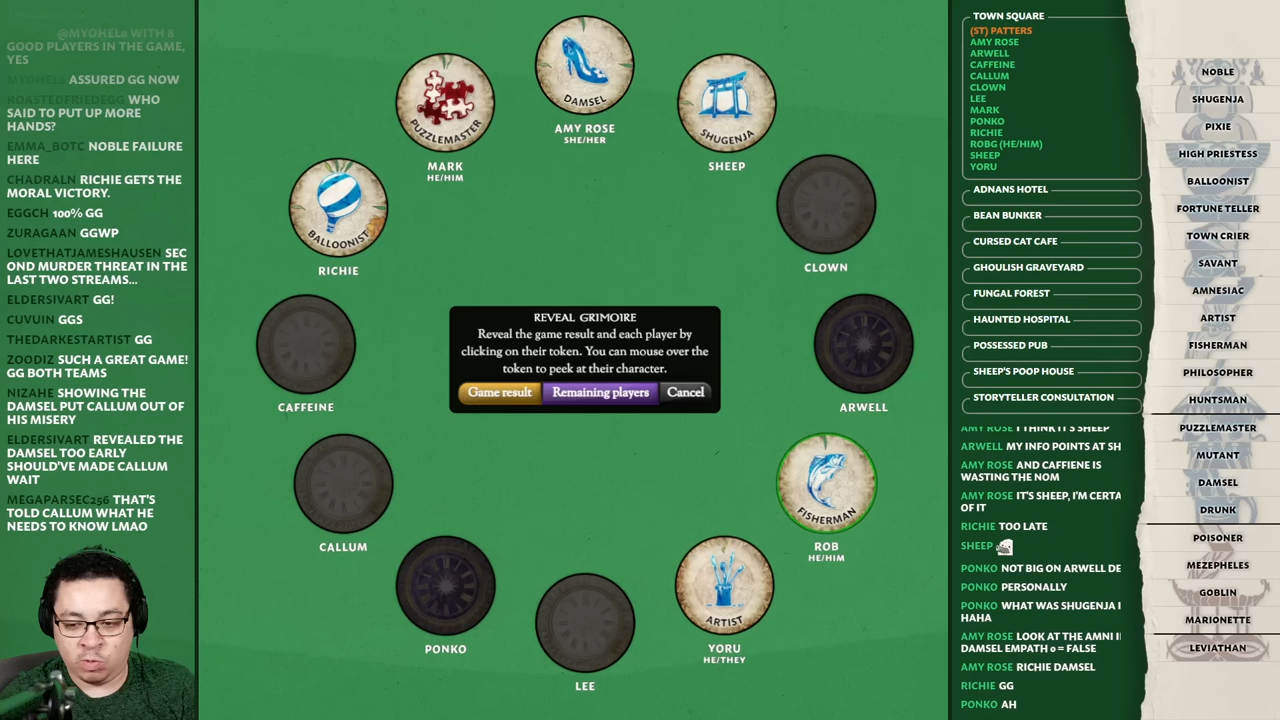 @MYOHEL0 WITH 8
GOOD PLAYERS IN THE GAME,
YES
MYOHEL0 ASSURED GG NOW
ROASTEDFRIEDEGG WHO
SAID TO PUT UP MORE
HANDS?
EMMA_BOTC NOBLE FAILURE
HERE
CHADRALN RICHIE GETS THE
MORAL VICTORY.
EGGCH 100% GG
ZURAGAAN GGWP
LOVETHATJAMESHAUSEN SEC
OND MURDER THREAT IN THE
LAST TWO STREAMS...
ELDERSIVART GG!
CUVUIN GGS
THEDARKESTARTIST GG
ZOODIZ SUCH A GREAT GAME!
GG BOTH TEAMS
NIZAHE SHOWING THE
DAMSEL PUT CALLUM OUT OF
HIS MISERY
ELDERSIVART REVEALED THE
DAMSEL TOO EARLY
SHOULD'VE MADE CALLUM
WAIT
MEGAPARSEC256 THAT'S
TOLD CALLUM WHAT HE
NEEDS TO KNOW LMAO
DAMSEL
AMY ROSE
SHE/HER
PUZZLEMASTER
MARK
HE/HIM
SHUGENJA
SHEEP
BALLOONIST
RICHIE
CLOWN
CAFFEINE
ARWELL
REVEAL GRIMOIRE
Reveal the game result and each player by
clicking on their token. You can mouse over the
token to peek at their character.
Game result Remaining players Cancel
CALLUM
FISHERMAN
ROB
HE/HIM
PONKO
LEE
ARTIST
YORU
HE/THEY
TOWN SQUARE
(ST) PATTERS
AMY ROSE
ARWELL
CAFFEINE
CALLUM
CLOWN
LEE
MARK
PONKO
RICHIE
ROBG (HE/HIM)
SHEEP
YORU
ADNANS HOTEL
BEAN BUNKER
CURSED CAT CAFE
GHOULISH GRAVEYARD
FUNGAL FOREST
HAUNTED HOSPITAL
POSSESSED PUB
SHEEP'S POOP HOUSE
STORYTELLER CONSULTATION
AMY ROSE I THINK IT'S SHEEP
ARWELL MY INFO POINTS AT SH
AMY ROSE AND CAFFIENE IS
WASTING THE NOM
AMY ROSE IT'S SHEEP, I'M CERTA
OF IT
RICHIE TOO LATE
SHEEP
PONKO NOT BIG ON ARWELL DE
PONKO PERSONALLY
PONKO WHAT WAS SHUGENJA I
HAHA
AMY ROSE LOOK AT THE AMNI I
DAMSEL EMPATH 0 = FALSE
AMY ROSE RICHIE DAMSEL
RICHIE GG
PONKO AH
NOBLE
SHUGENJA
PIXIE
HIGH PRIESTESS
BALLOONIST
FORTUNE TELLER
TOWN CRIER
SAVANT
AMNESIAC
ARTIST
FISHERMAN
PHILOSOPHER
HUNTSMAN
PUZZLEMASTER
MUTANT
DAMSEL
DRUNK
POISONER
MEZEPHELES
GOBLIN
MARIONETTE
LEVIATHAN